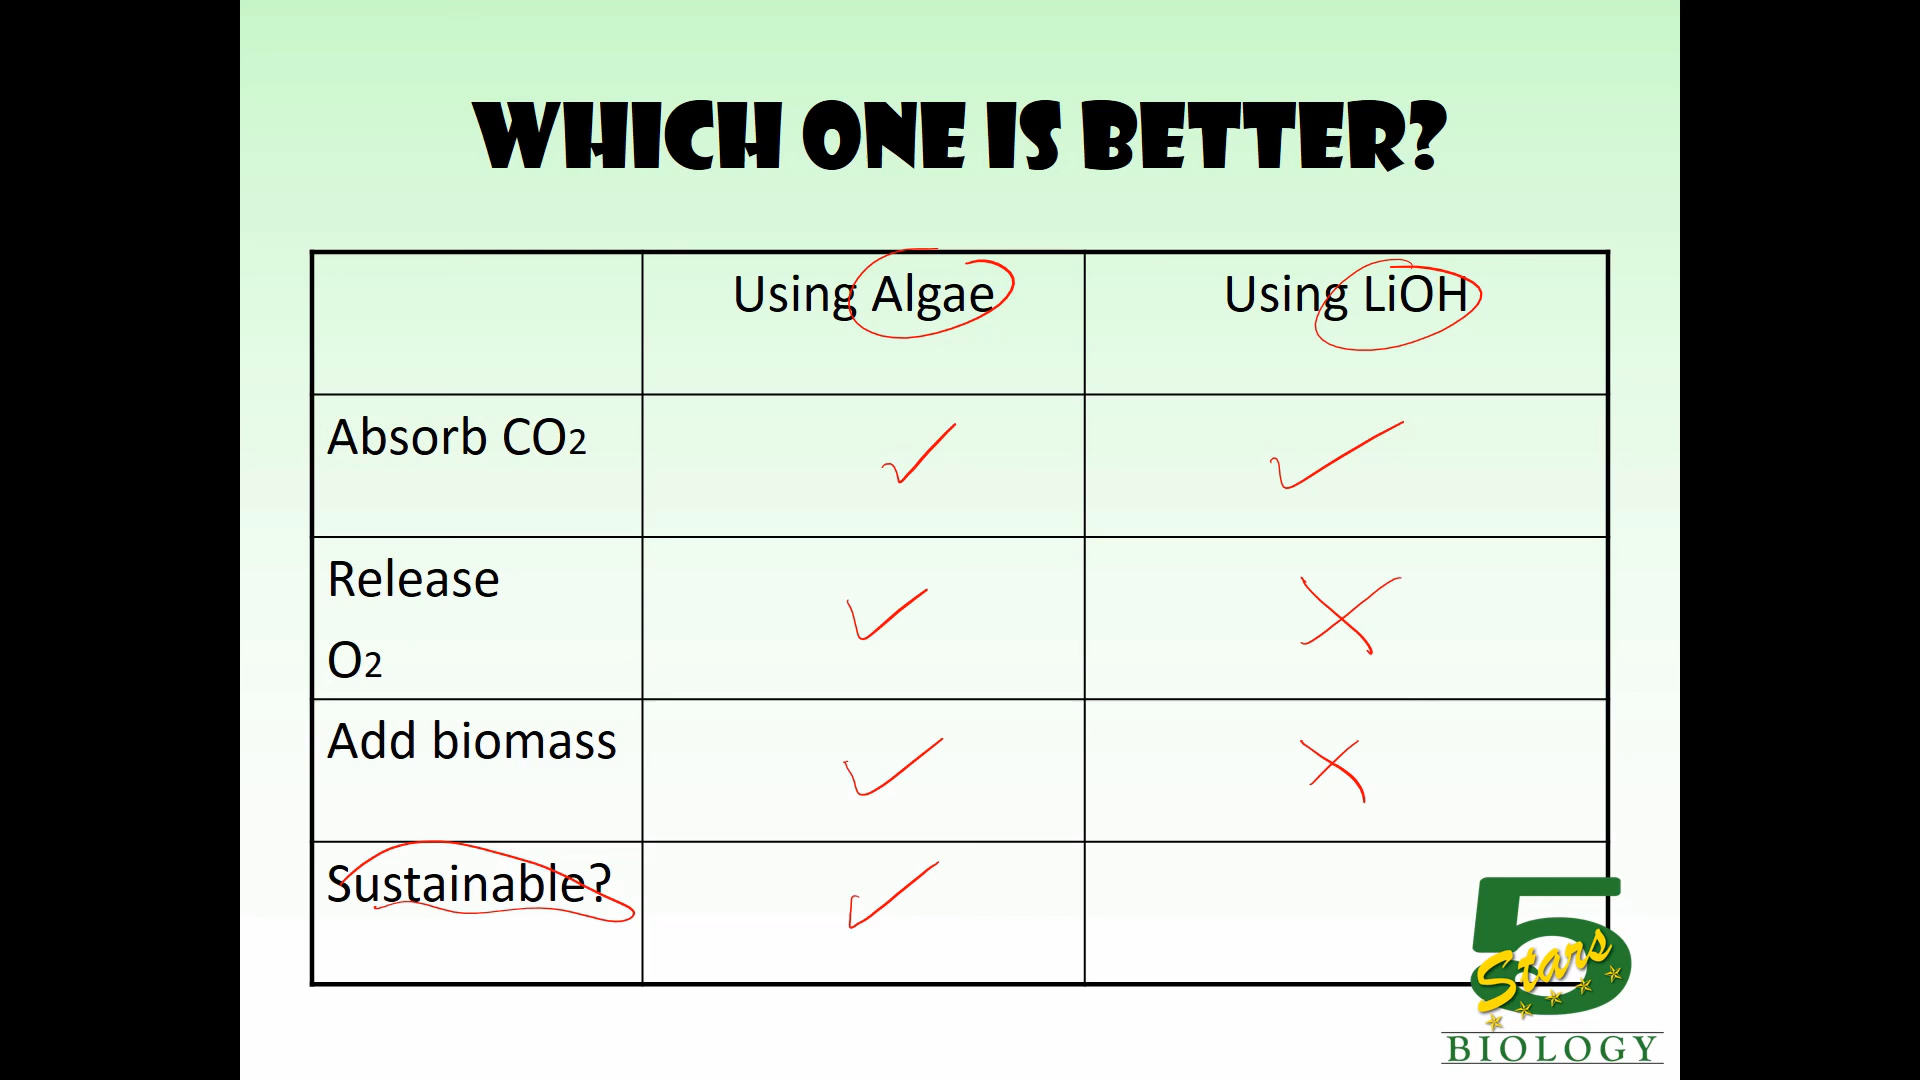 WHICH ONE IS BETTER?
Using Algae
Using LiOH
Absorb CO2
Release
O2
Add biomass
Sustainable?
5
Stars
BIOLOGY